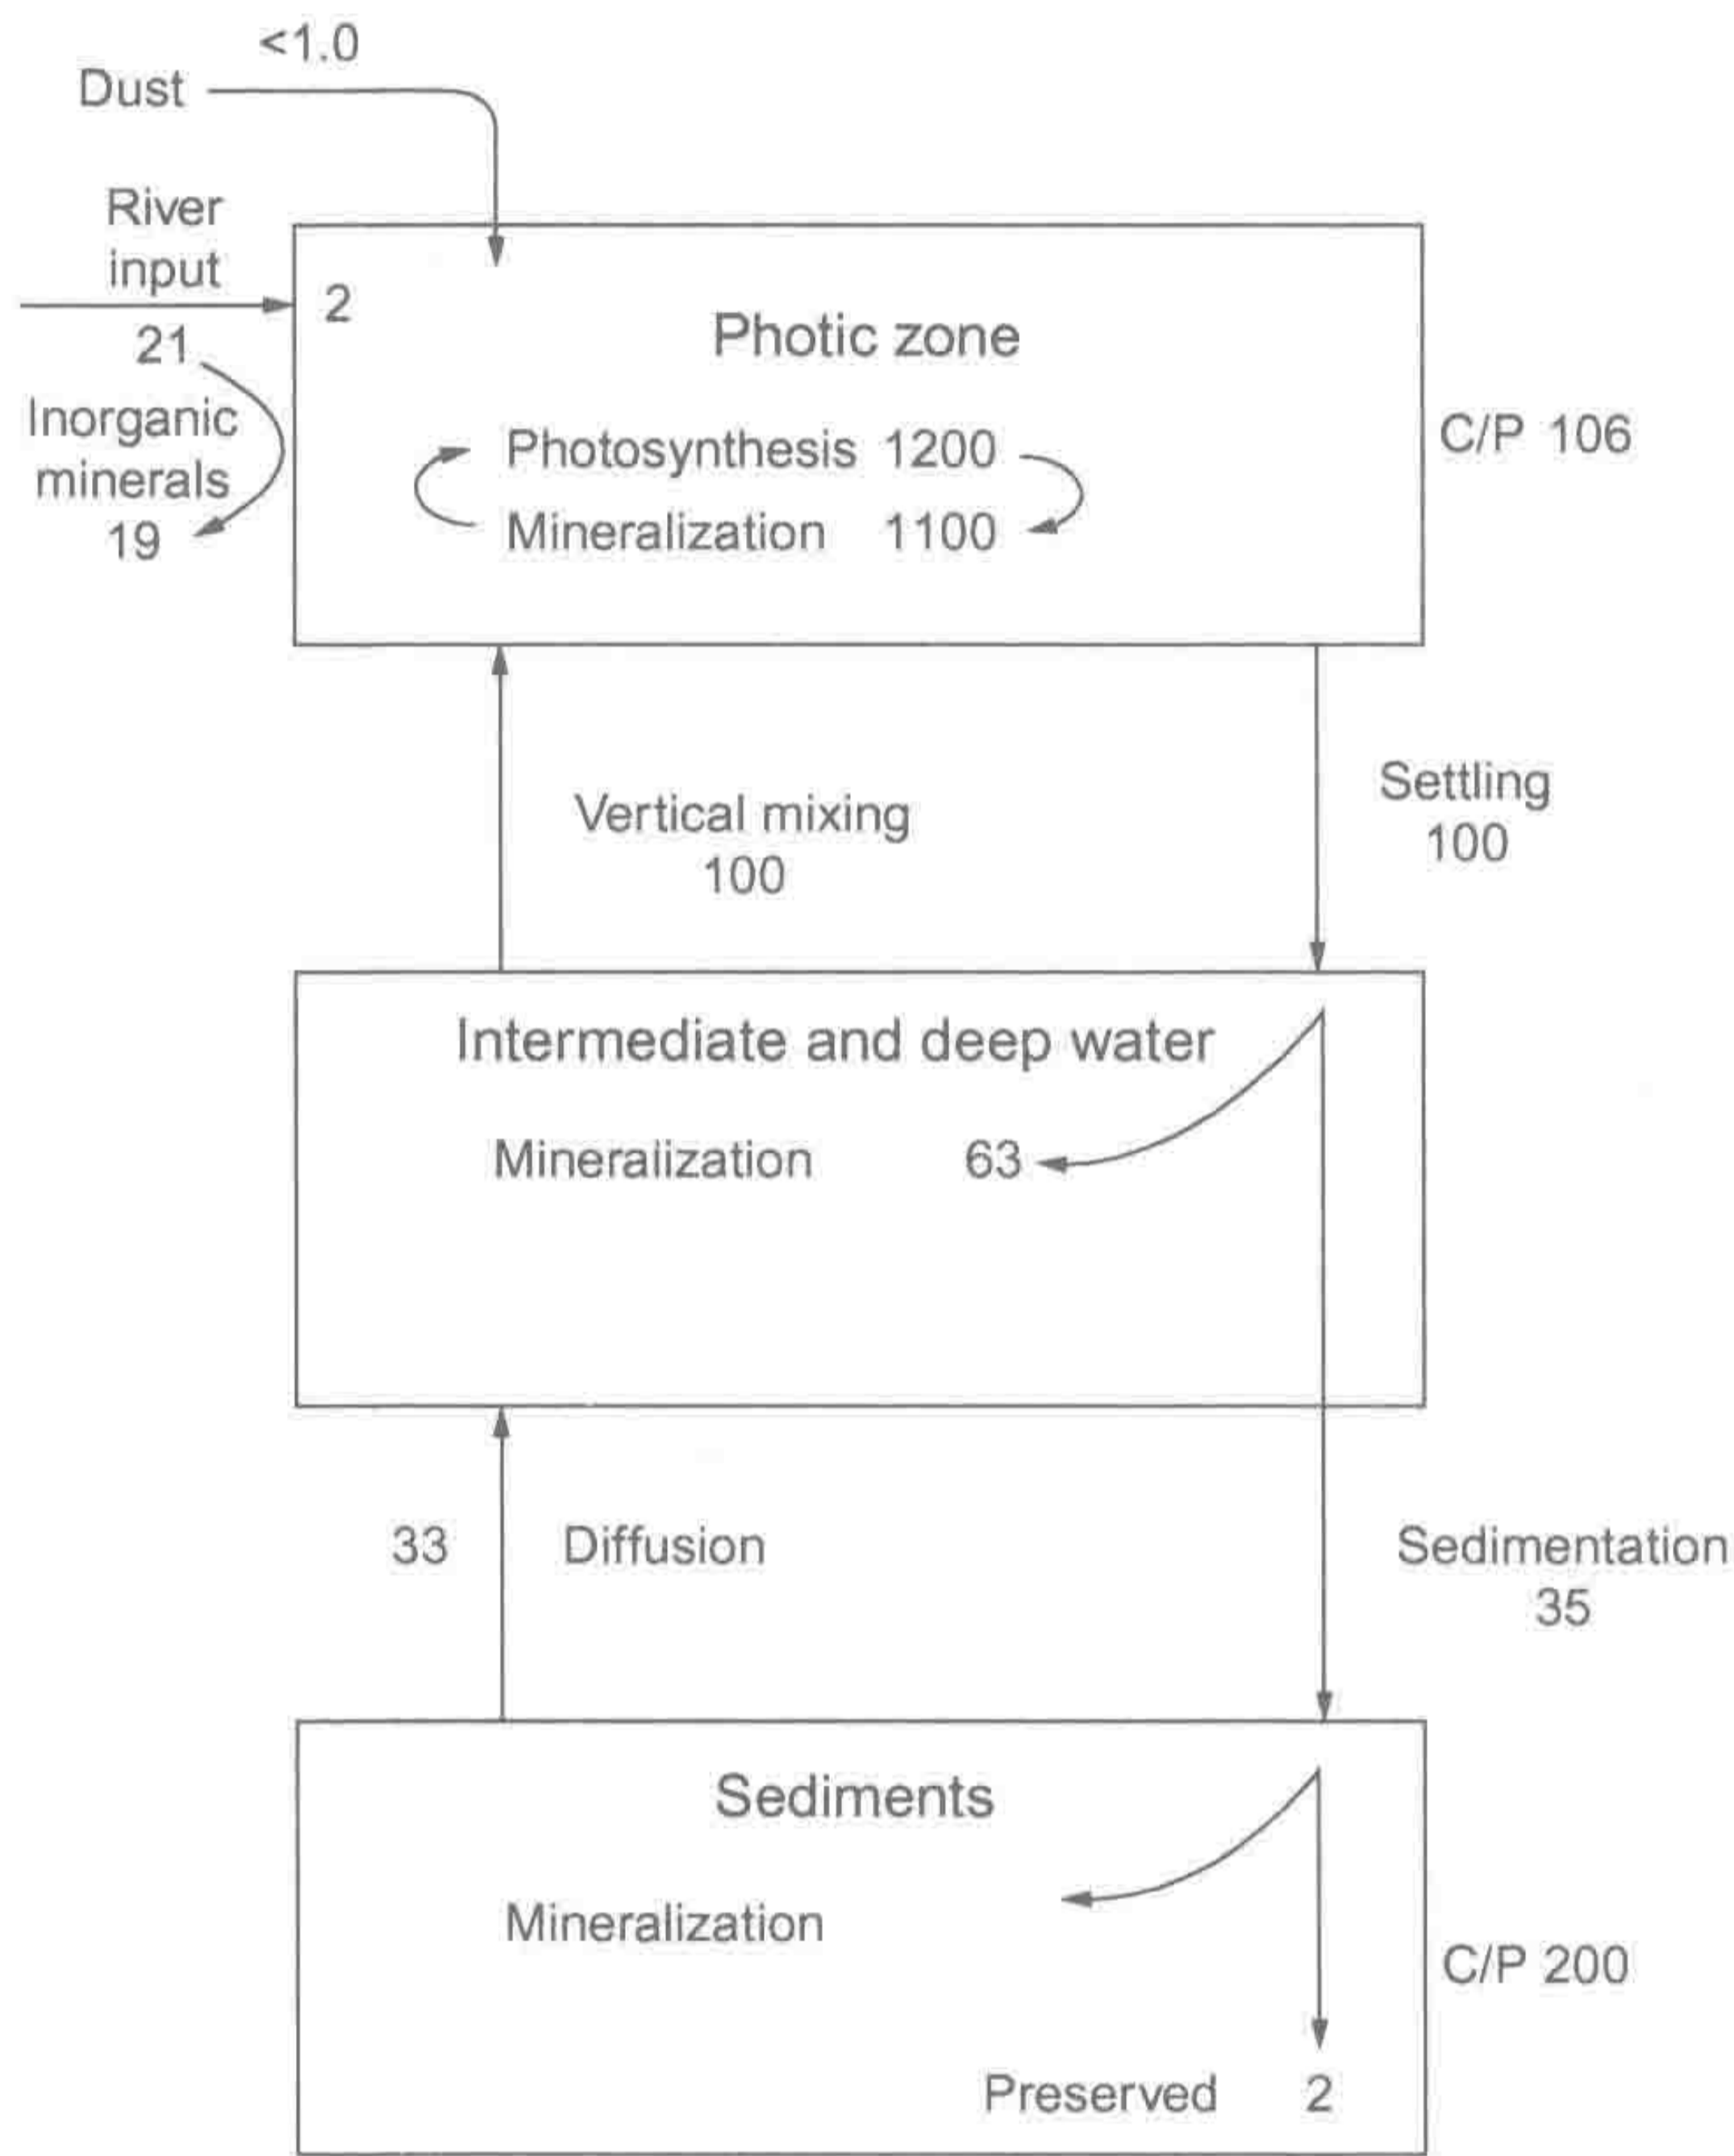 <1.0
Dust
River
input
21
2
Photic zone
Inorganic
minerals
19
Photosynthesis 1200
Mineralization 1100
C/P 106
Vertical mixing
100
Settling
100
Intermediate and deep water
Mineralization 63
33
Diffusion
Sedimentation
35
Sediments
Mineralization
C/P 200
Preserved 2